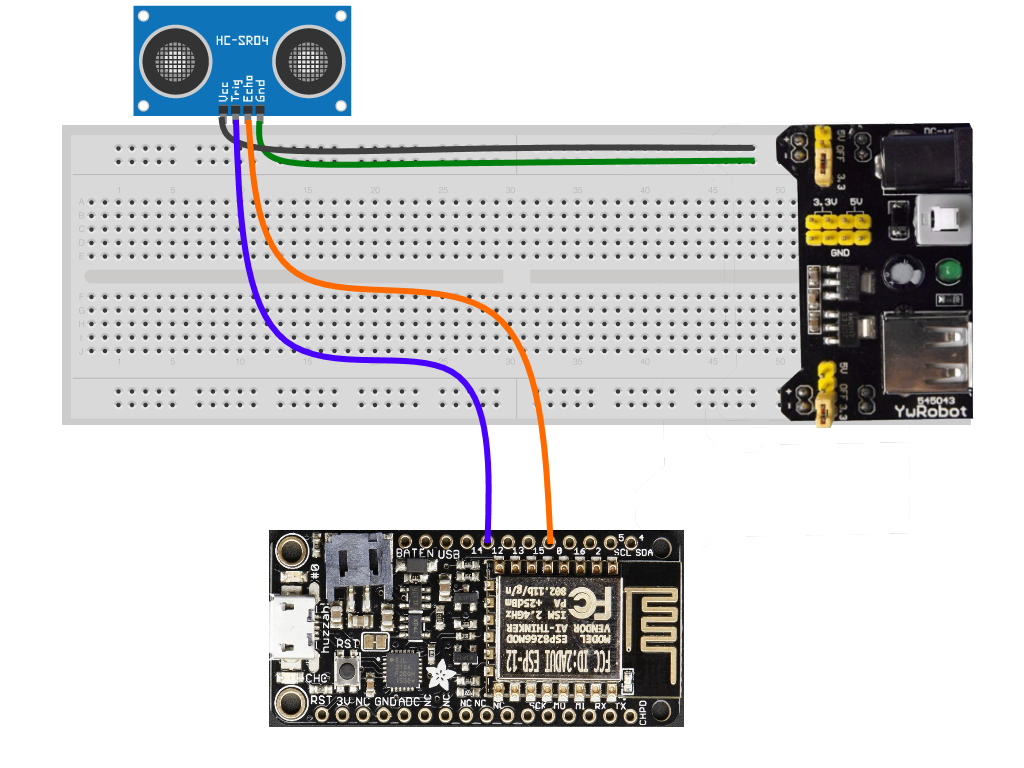 HC-SR04
Vcc
Trig
Echo
Gnd
5V OFF 3.3
1 5 10 15 20 25 30 35 40 45 50
A
B
C
D
E
3.3V 5V
GND
F
G
H
I
J
1 5 10 15 20 25 30 35 40 45 50
5V OFF 3.3
545043
YwRobot
BAT EN USB 14 12 13 15 0 16 2 5 4
SCL SDA
#0
huzzah!
RST
CHG
FCC ID:2ADUI ESP-12
MODEL ESP8266MOD
VENDOR AI-THINKER
ISM 2.4GHz
PA +25dBm
802.11b/g/n
FC
RST 3V NC GND ADC NC NC NC NC NC SCK MO MI RX TX CHPD